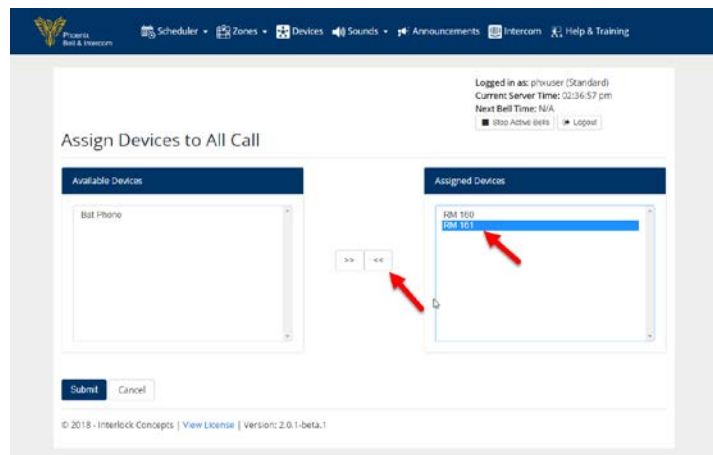 Phoenix
Bell & Intercom
Scheduler Zones Devices Sounds Announcements Intercom Help & Training
Logged in as: phxuser (Standard)
Current Server Time: 02:36:57 pm
Next Bell Time: N/A
Stop Active Bells Logout
Assign Devices to All Call
Available Devices
Assigned Devices
Bat Phone
RM 160
RM 161
>> <<
Submit Cancel
© 2018 - Interlock Concepts | View License | Version: 2.0.1-beta.1